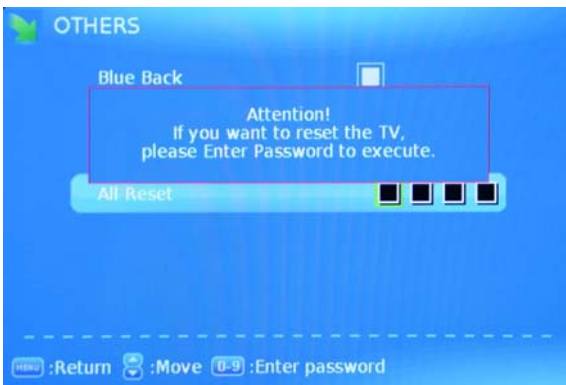 OTHERS
Blue Back
Attention!
If you want to reset the TV,
please Enter Password to execute.
All Reset
MENU :Return :Move 0-9 :Enter password